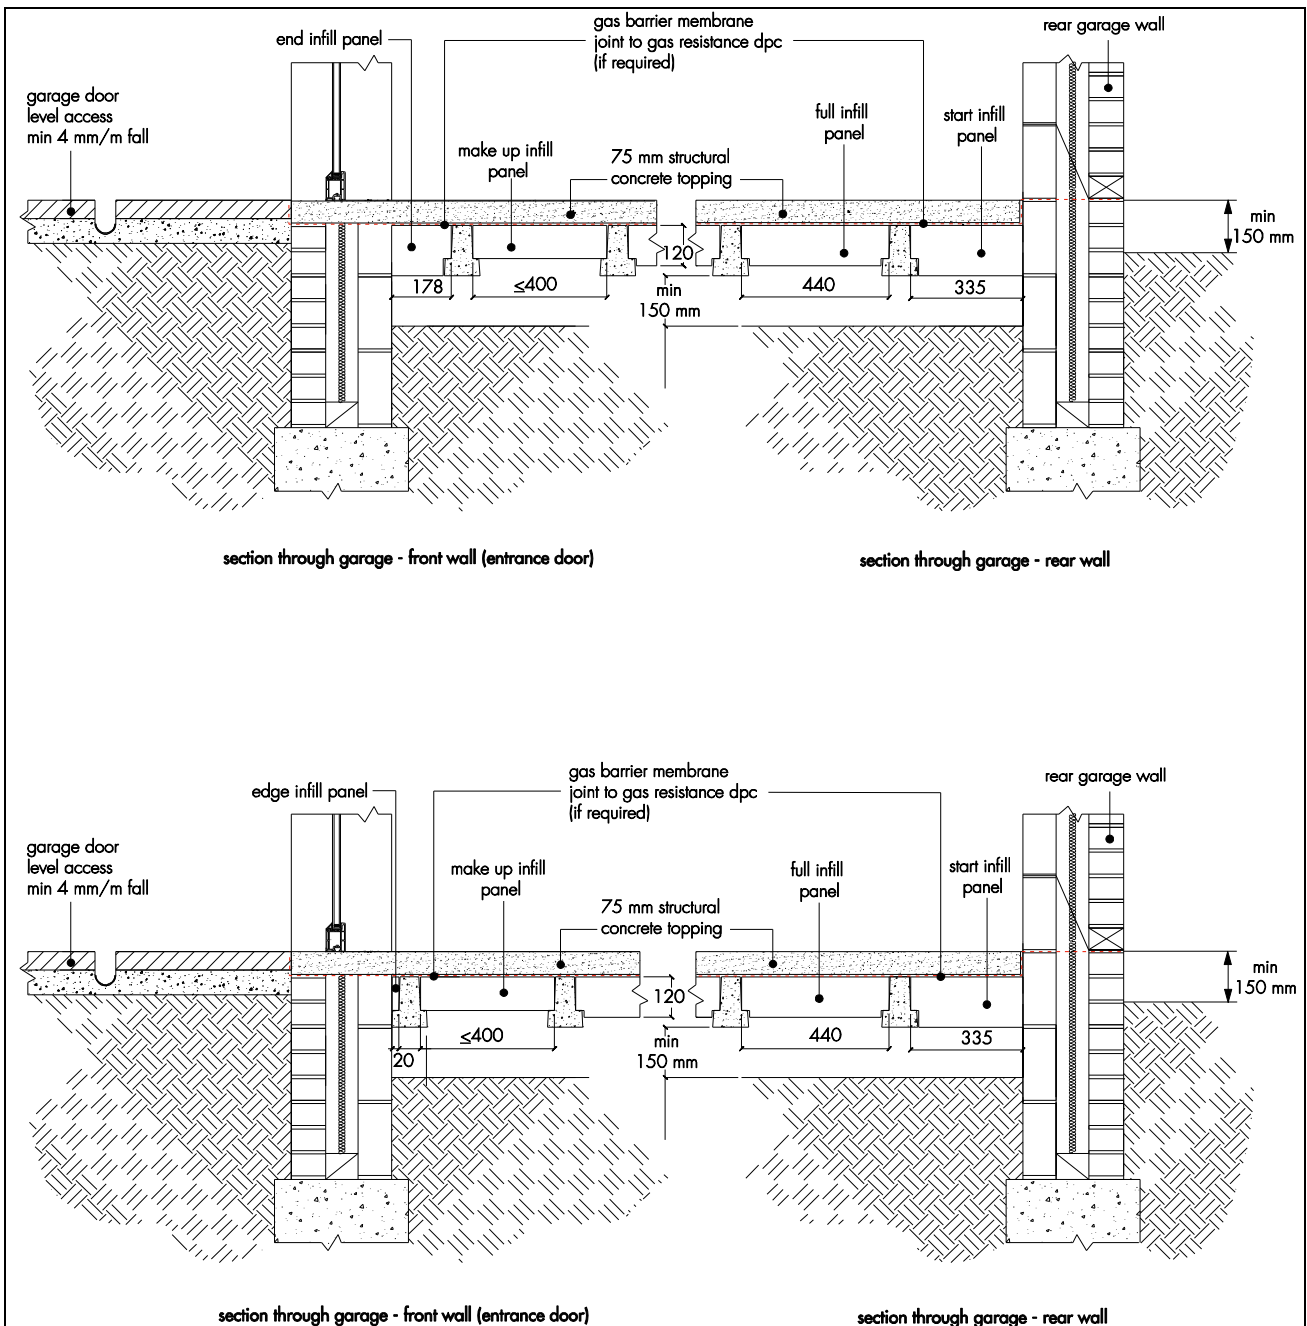 gas barrier membrane
joint to gas resistance dpc
(if required)
end infill panel
rear garage wall
garage door
level access
min 4 mm/m fall
make up infill
panel
75 mm structural
concrete topping
full infill
panel
start infill
panel
min
150 mm
120
178
≤400
min
150 mm
440
335
section through garage - front wall (entrance door)
section through garage - rear wall
gas barrier membrane
joint to gas resistance dpc
(if required)
edge infill panel
rear garage wall
garage door
level access
min 4 mm/m fall
make up infill
panel
75 mm structural
concrete topping
full infill
panel
start infill
panel
min
150 mm
120
20
≤400
min
150 mm
440
335
section through garage - front wall (entrance door)
section through garage - rear wall